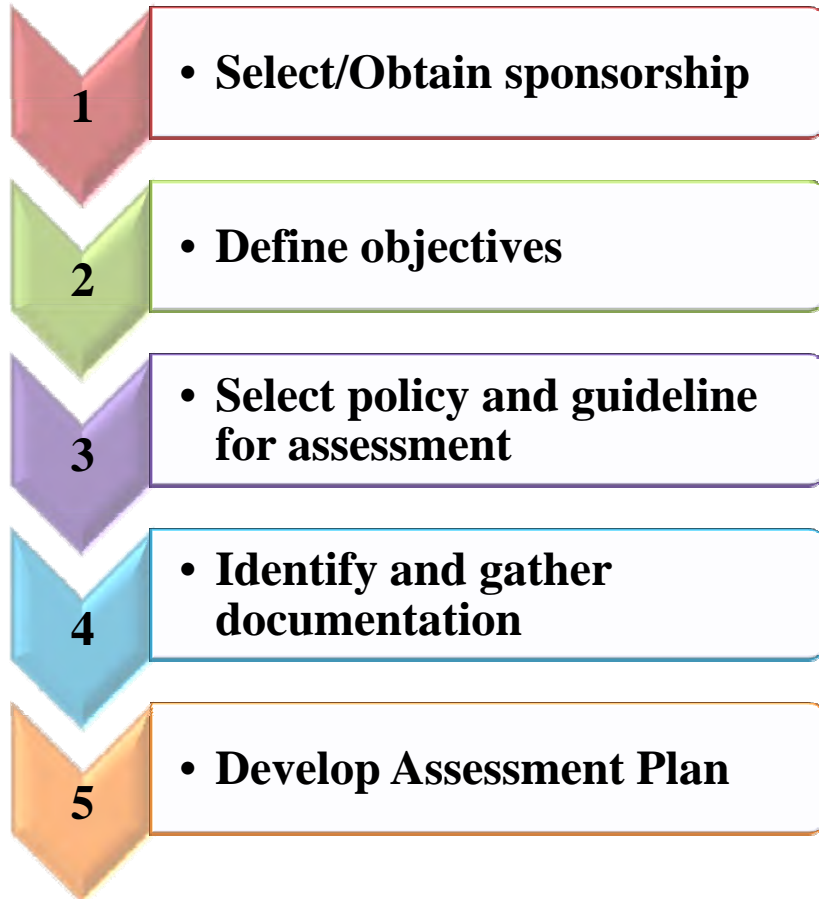 1
• Select/Obtain sponsorship
2
• Define objectives
3
• Select policy and guideline
for assessment
4
• Identify and gather
documentation
5
• Develop Assessment Plan